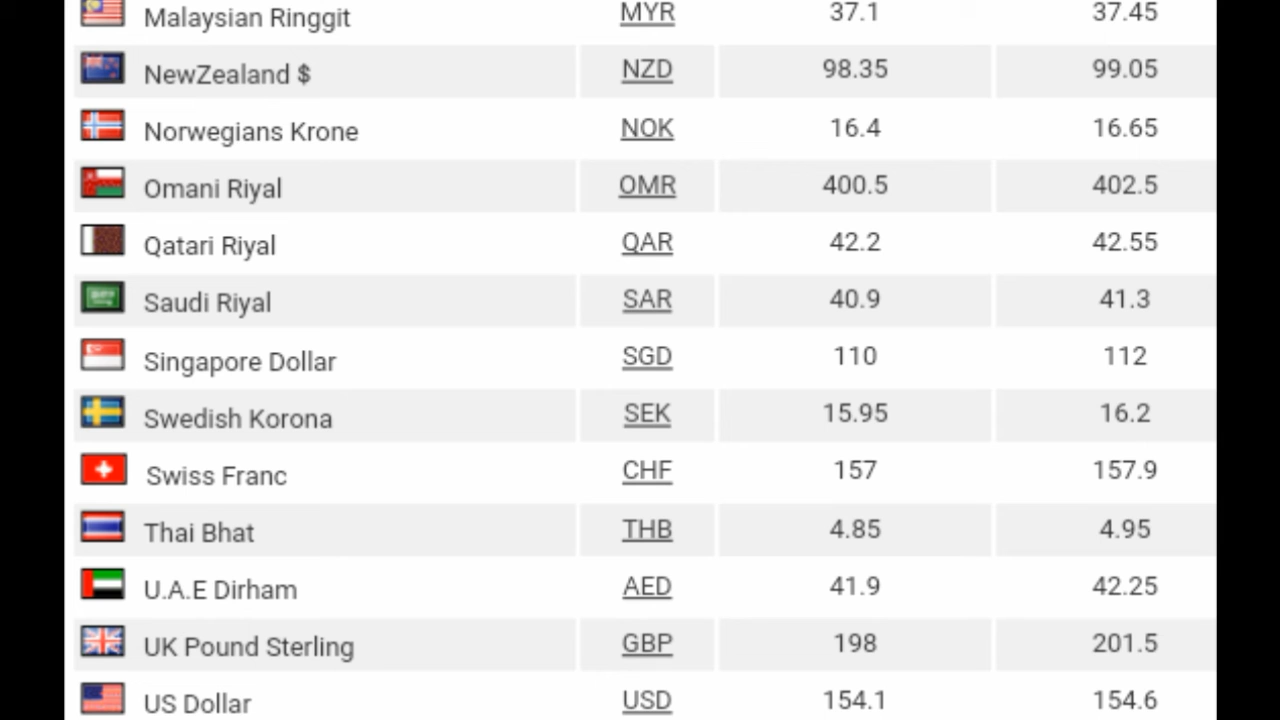 Malaysian Ringgit MYR 37.1 37.45
NewZealand $ NZD 98.35 99.05
Norwegians Krone NOK 16.4 16.65
Omani Riyal OMR 400.5 402.5
Qatari Riyal QAR 42.2 42.55
Saudi Riyal SAR 40.9 41.3
Singapore Dollar SGD 110 112
Swedish Korona SEK 15.95 16.2
Swiss Franc CHF 157 157.9
Thai Bhat THB 4.85 4.95
U.A.E Dirham AED 41.9 42.25
UK Pound Sterling GBP 198 201.5
US Dollar USD 154.1 154.6